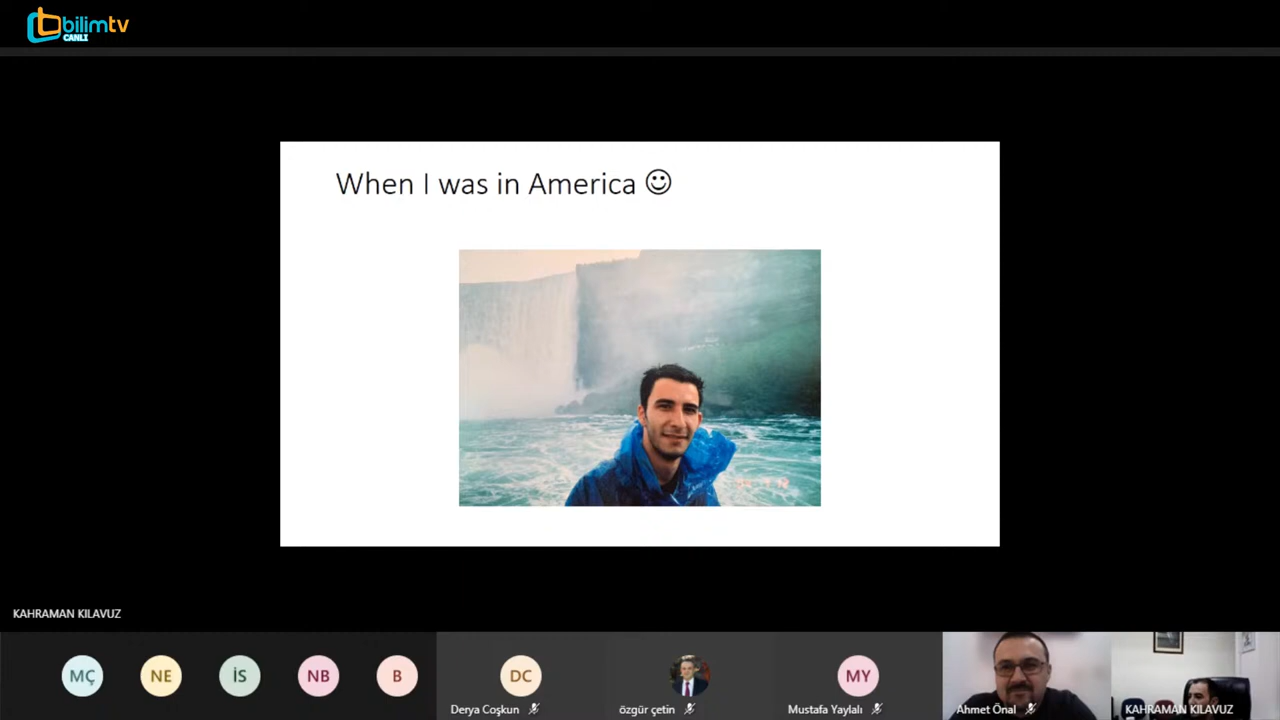 bilimtv
CANLI
When I was in America ☺
KAHRAMAN KILAVUZ
MÇ
NE
İS
NB
B
DC
MY
Derya Coşkun
özgür çetin
Mustafa Yaylalı
Ahmet Önal
KAHRAMAN KILAVUZ